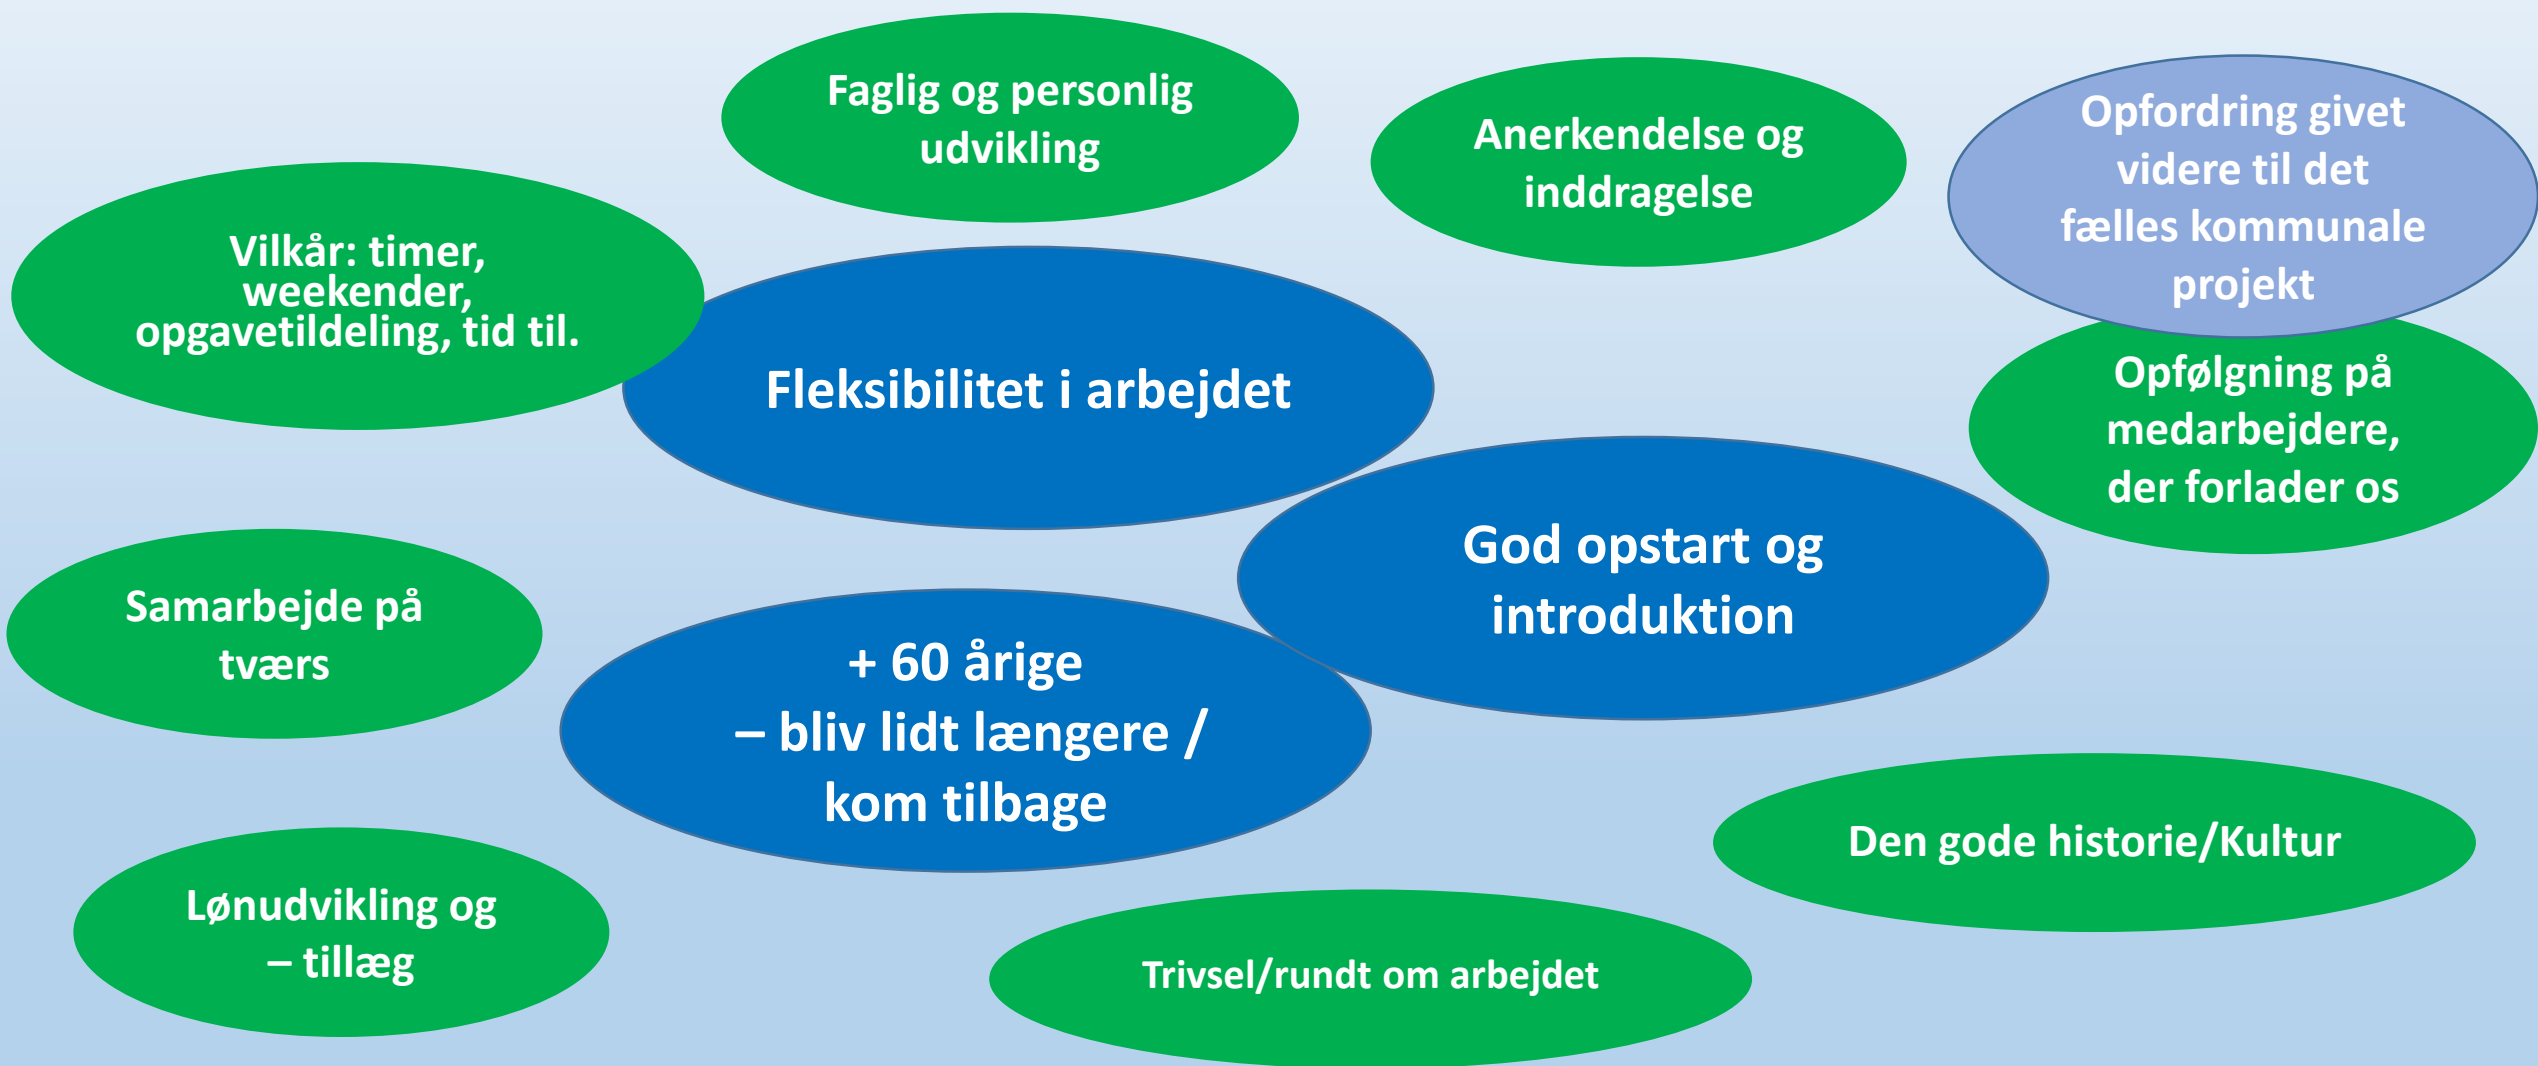 Faglig og personlig
udvikling
Anerkendelse og
inddragelse
Opfordring givet
videre til det
fælles kommunale
projekt
Vilkår: timer,
weekender,
opgavetildeling, tid til.
Fleksibilitet i arbejdet
Opfølgning på
medarbejdere,
der forlader os
God opstart og
introduktion
Samarbejde på
tværs
+ 60 årige
– bliv lidt længere /
kom tilbage
Den gode historie/Kultur
Lønudvikling og
– tillæg
Trivsel/rundt om arbejdet